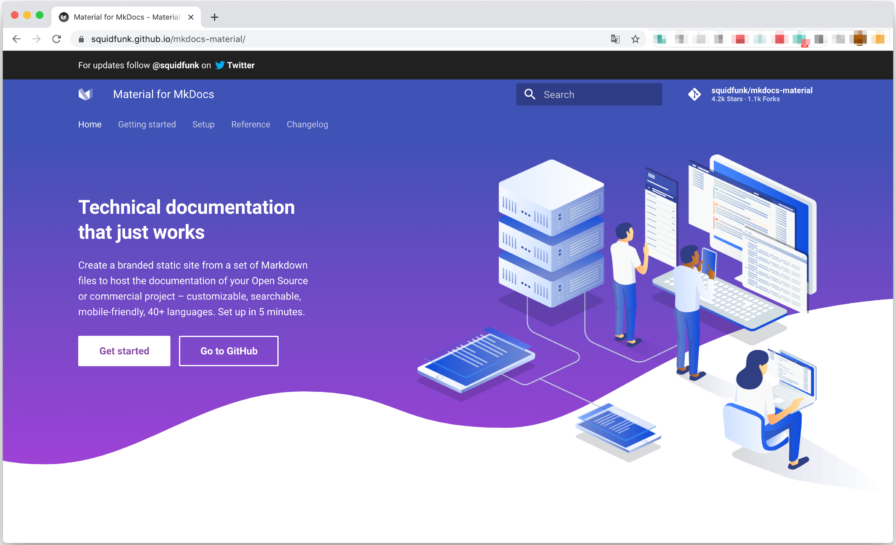 Material for MkDocs - Material
squidfunk.github.io/mkdocs-material/
For updates follow @squidfunk on Twitter
Material for MkDocs
Search
squidfunk/mkdocs-material
4.2k Stars · 1.1k Forks
Home Getting started Setup Reference Changelog
Technical documentation
that just works
Create a branded static site from a set of Markdown
files to host the documentation of your Open Source
or commercial project – customizable, searchable,
mobile-friendly, 40+ languages. Set up in 5 minutes.
Get started Go to GitHub